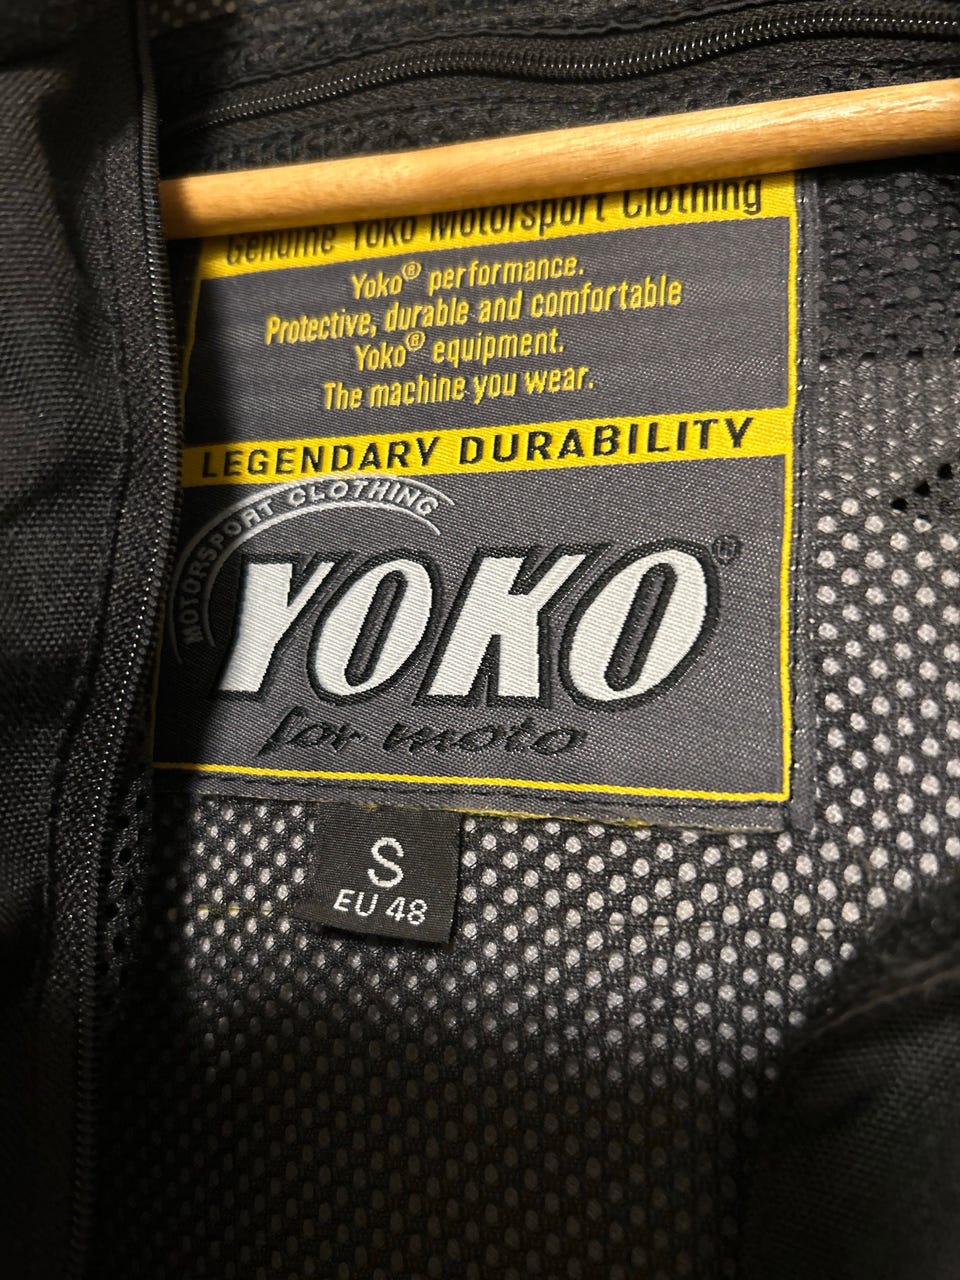 Genuine Yoko Motorsport Clothing
Yoko® performance.
Protective, durable and comfortable
Yoko® equipment.
The machine you wear.
LEGENDARY DURABILITY
MOTORSPORT CLOTHING
YOKO®
for moto
S
EU 48